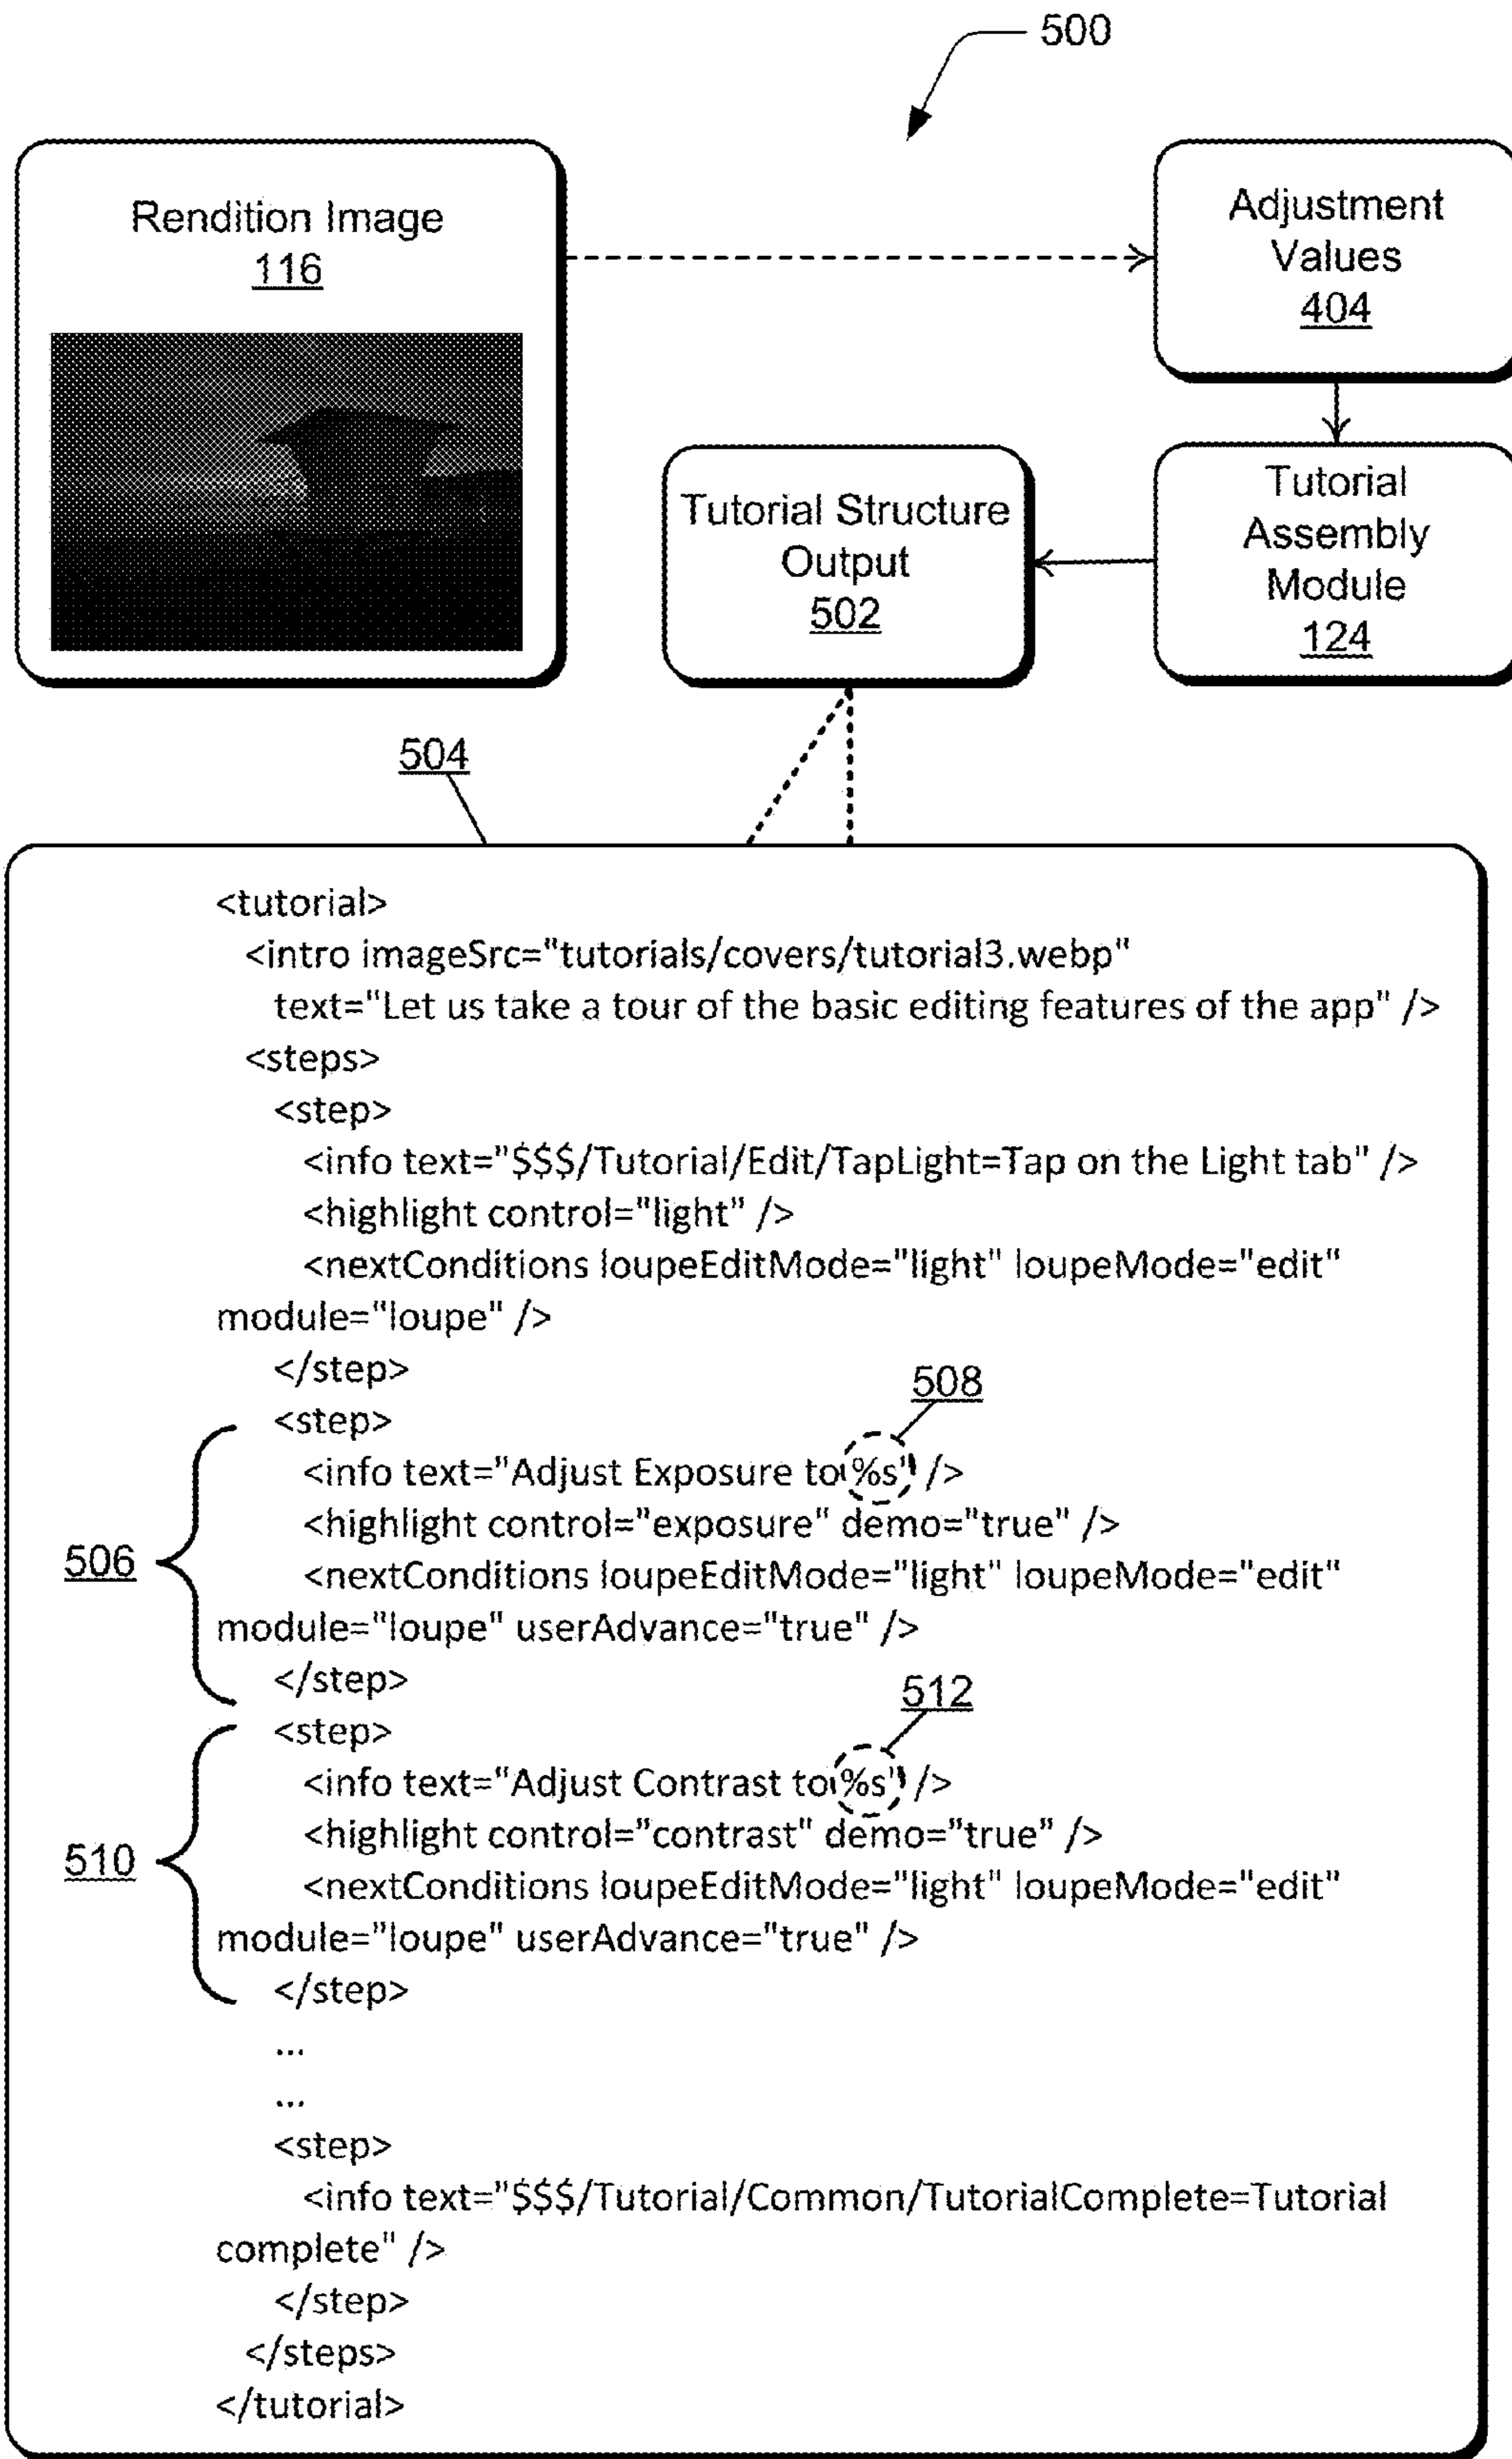 500
Rendition Image
116
Adjustment
Values
404
Tutorial Structure
Output
502
Tutorial
Assembly
Module
124
504
<tutorial>
<intro imageSrc="tutorials/covers/tutorial3.webp"
text="Let us take a tour of the basic editing features of the app" />
<steps>
<step>
<info text="$$$/Tutorial/Edit/TapLight=Tap on the Light tab" />
<highlight control="light" />
<nextConditions loupeEditMode="light" loupeMode="edit"
module="loupe" />
</step>
508
<step>
<info text="Adjust Exposure to %s" />
<highlight control="exposure" demo="true" />
506
<nextConditions loupeEditMode="light" loupeMode="edit"
module="loupe" userAdvance="true" />
</step>
512
<step>
<info text="Adjust Contrast to %s" />
<highlight control="contrast" demo="true" />
510
<nextConditions loupeEditMode="light" loupeMode="edit"
module="loupe" userAdvance="true" />
</step>
...
...
<step>
<info text="$$$/Tutorial/Common/TutorialComplete=Tutorial
complete" />
</step>
</steps>
</tutorial>